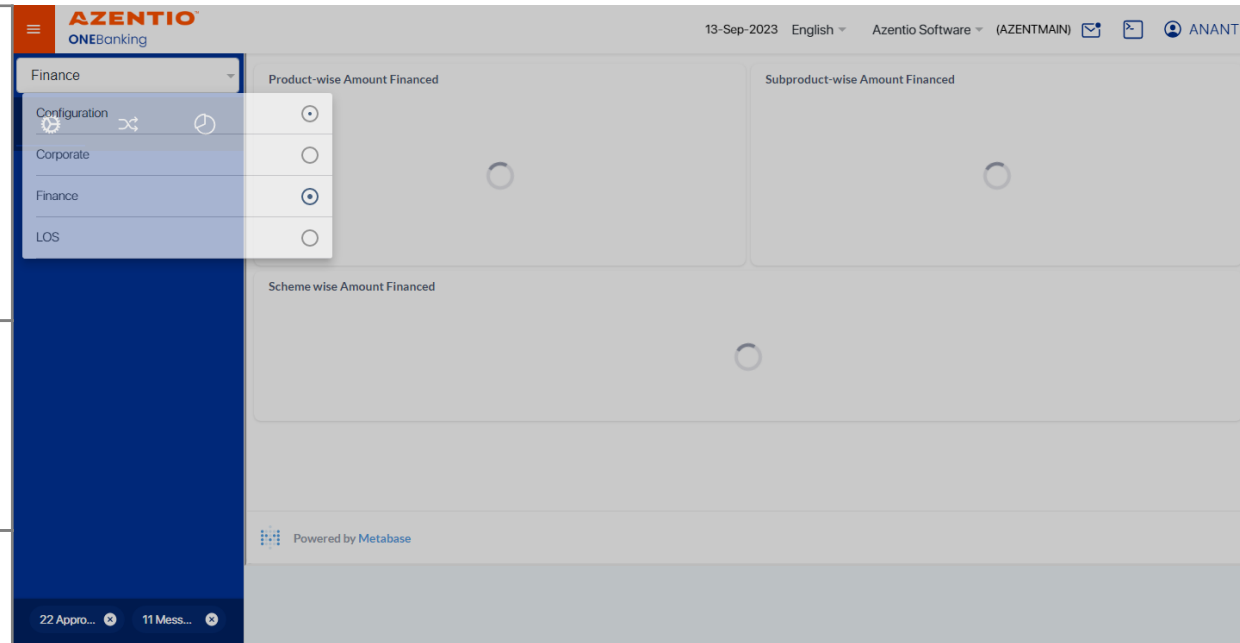 AZENTIO™
ONEBanking
13-Sep-2023 English Azentio Software (AZENTMAIN) ANANT
Finance
Product-wise Amount Financed
Subproduct-wise Amount Financed
Configuration
Corporate
Finance
LOS
Scheme wise Amount Financed
Powered by Metabase
22 Appro...
11 Mess...